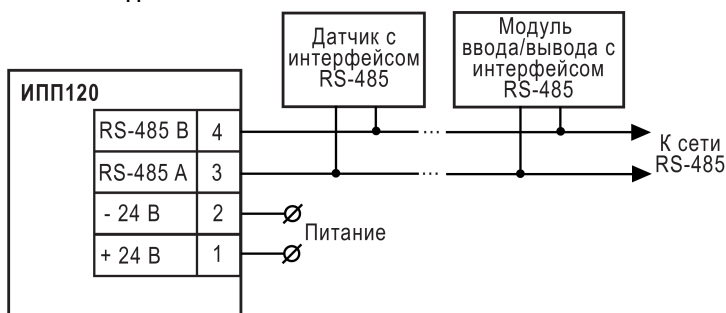 Датчик с
интерфейсом
RS-485
Модуль
ввода/вывода с
интерфейсом
RS-485
ИПП120
RS-485 В 4
RS-485 А 3
- 24 В 2
+ 24 В 1
...
...
К сети
RS-485
Питание